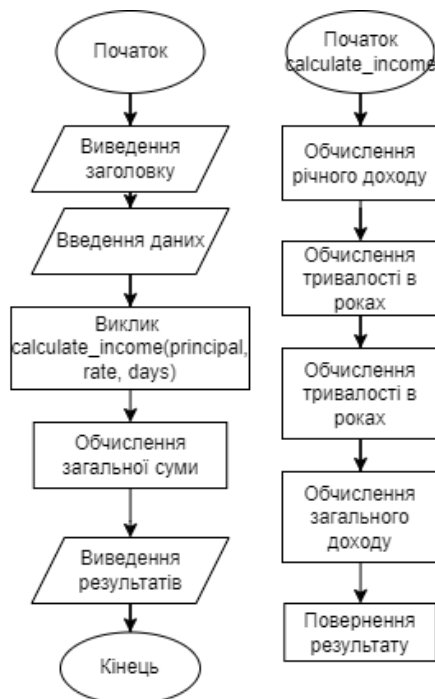 Початок
Виведення
заголовку
Введення даних
Виклик
calculate_income(principal,
rate, days)
Обчислення
загальної суми
Виведення
результатів
Кінець
Початок
calculate_income
Обчислення
річного доходу
Обчислення
тривалості в
роках
Обчислення
тривалості в
роках
Обчислення
загального
доходу
Повернення
результату